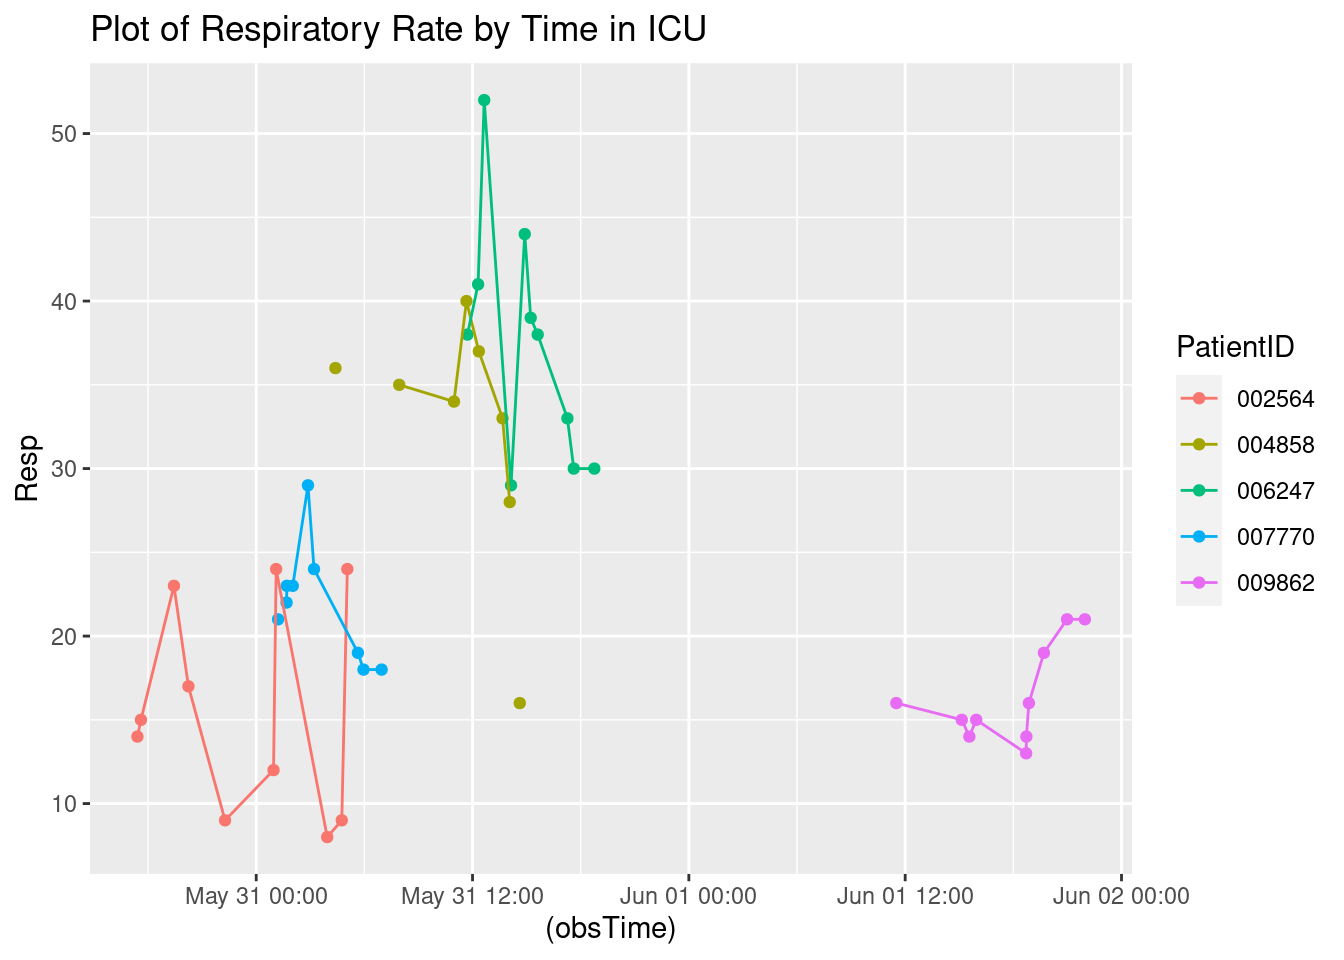 Plot of Respiratory Rate by Time in ICU
50
40
30
20
10
Resp
May 31 00:00
May 31 12:00
Jun 01 00:00
Jun 01 12:00
Jun 02 00:00
(obsTime)
PatientID
002564
004858
006247
007770
009862